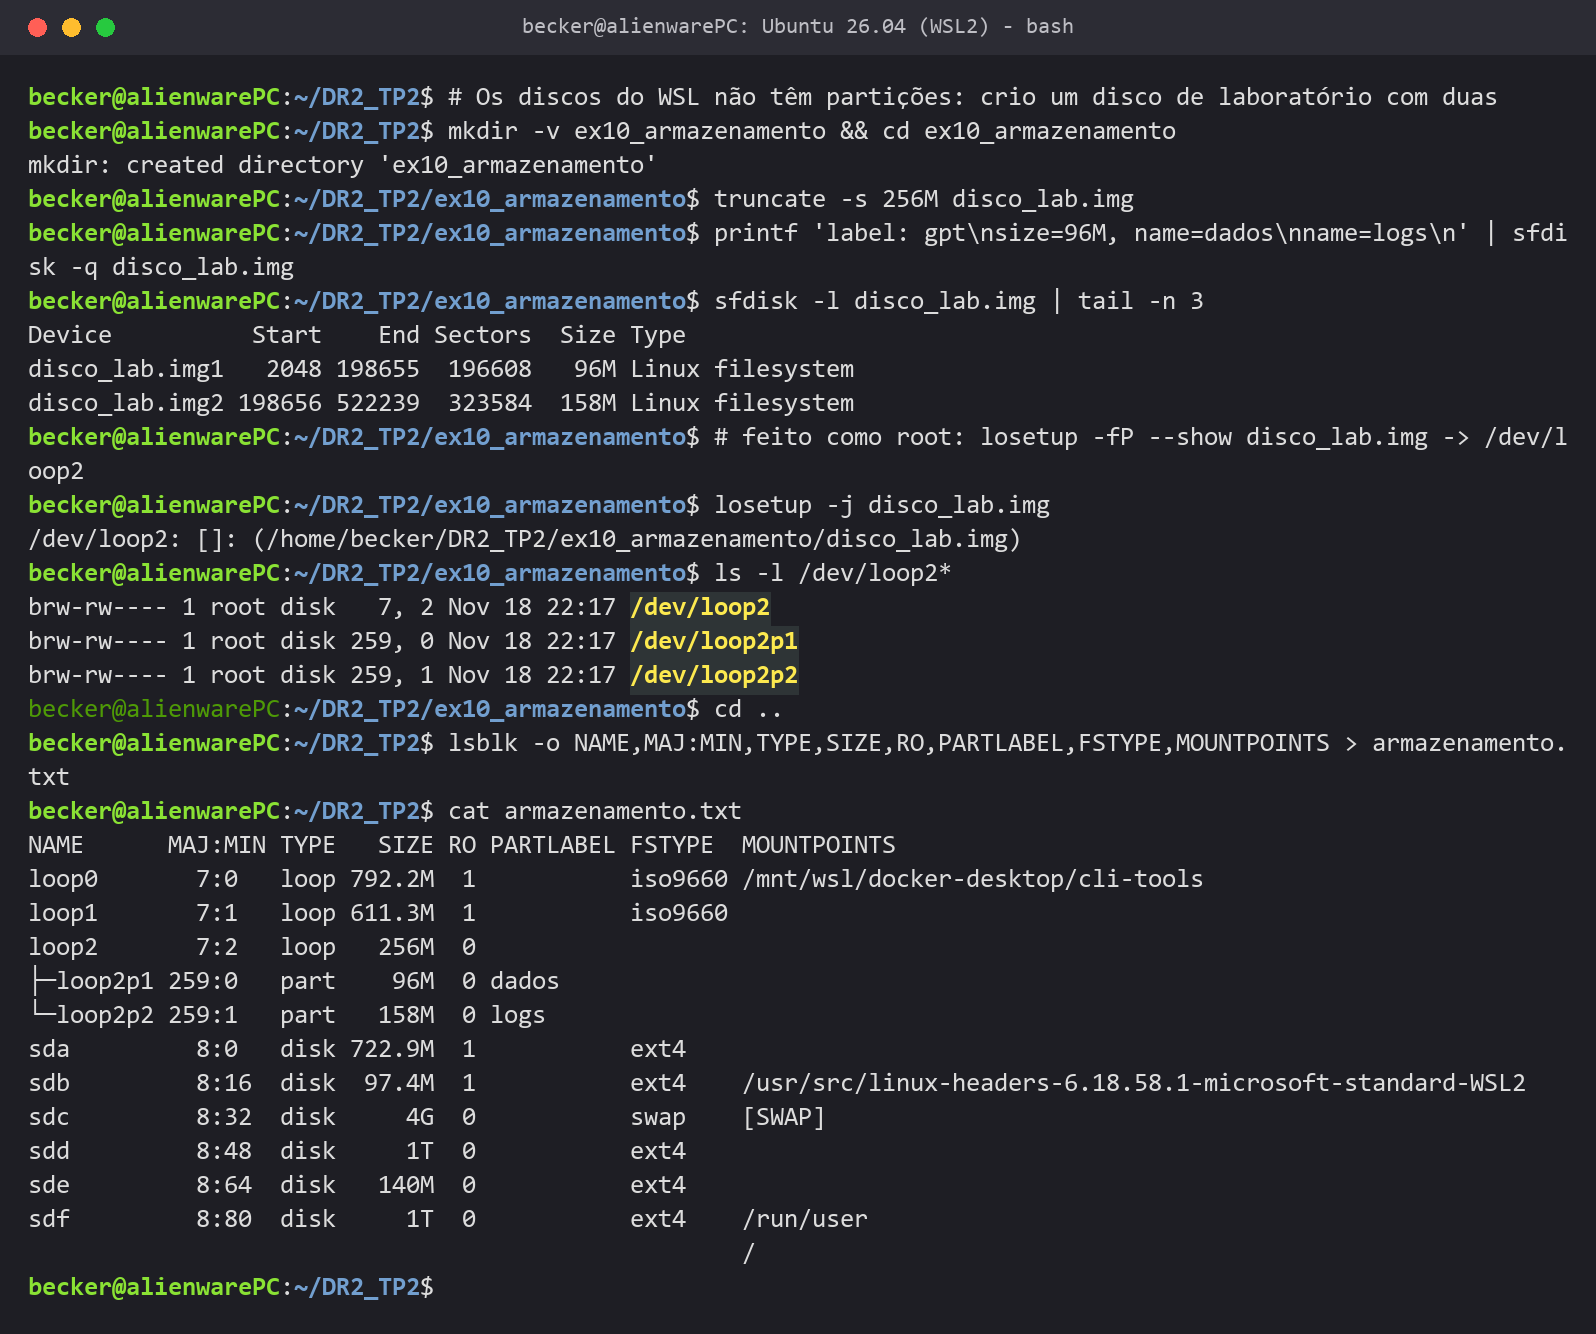 becker@alienwarePC: Ubuntu 26.04 (WSL2) - bash
becker@alienwarePC:~/DR2_TP2$ # Os discos do WSL não têm partições: crio um disco de laboratório com duas
becker@alienwarePC:~/DR2_TP2$ mkdir -v ex10_armazenamento && cd ex10_armazenamento
mkdir: created directory 'ex10_armazenamento'
becker@alienwarePC:~/DR2_TP2/ex10_armazenamento$ truncate -s 256M disco_lab.img
becker@alienwarePC:~/DR2_TP2/ex10_armazenamento$ printf 'label: gpt\nsize=96M, name=dados\nname=logs\n' | sfdi
sk -q disco_lab.img
becker@alienwarePC:~/DR2_TP2/ex10_armazenamento$ sfdisk -l disco_lab.img | tail -n 3
Device          Start    End Sectors  Size Type
disco_lab.img1   2048 198655  196608   96M Linux filesystem
disco_lab.img2 198656 522239  323584  158M Linux filesystem
becker@alienwarePC:~/DR2_TP2/ex10_armazenamento$ # feito como root: losetup -fP --show disco_lab.img -> /dev/l
oop2
becker@alienwarePC:~/DR2_TP2/ex10_armazenamento$ losetup -j disco_lab.img
/dev/loop2: []: (/home/becker/DR2_TP2/ex10_armazenamento/disco_lab.img)
becker@alienwarePC:~/DR2_TP2/ex10_armazenamento$ ls -l /dev/loop2*
brw-rw---- 1 root disk   7, 2 Nov 18 22:17 /dev/loop2
brw-rw---- 1 root disk 259, 0 Nov 18 22:17 /dev/loop2p1
brw-rw---- 1 root disk 259, 1 Nov 18 22:17 /dev/loop2p2
becker@alienwarePC:~/DR2_TP2/ex10_armazenamento$ cd ..
becker@alienwarePC:~/DR2_TP2$ lsblk -o NAME,MAJ:MIN,TYPE,SIZE,RO,PARTLABEL,FSTYPE,MOUNTPOINTS > armazenamento.
txt
becker@alienwarePC:~/DR2_TP2$ cat armazenamento.txt
NAME      MAJ:MIN TYPE   SIZE RO PARTLABEL FSTYPE  MOUNTPOINTS
loop0       7:0   loop 792.2M  1           iso9660 /mnt/wsl/docker-desktop/cli-tools
loop1       7:1   loop 611.3M  1           iso9660
loop2       7:2   loop   256M  0
├─loop2p1 259:0   part    96M  0 dados
└─loop2p2 259:1   part   158M  0 logs
sda         8:0   disk 722.9M  1           ext4
sdb         8:16  disk  97.4M  1           ext4    /usr/src/linux-headers-6.18.58.1-microsoft-standard-WSL2
sdc         8:32  disk     4G  0           swap    [SWAP]
sdd         8:48  disk     1T  0           ext4
sde         8:64  disk   140M  0           ext4
sdf         8:80  disk     1T  0           ext4    /run/user
                                                   /
becker@alienwarePC:~/DR2_TP2$